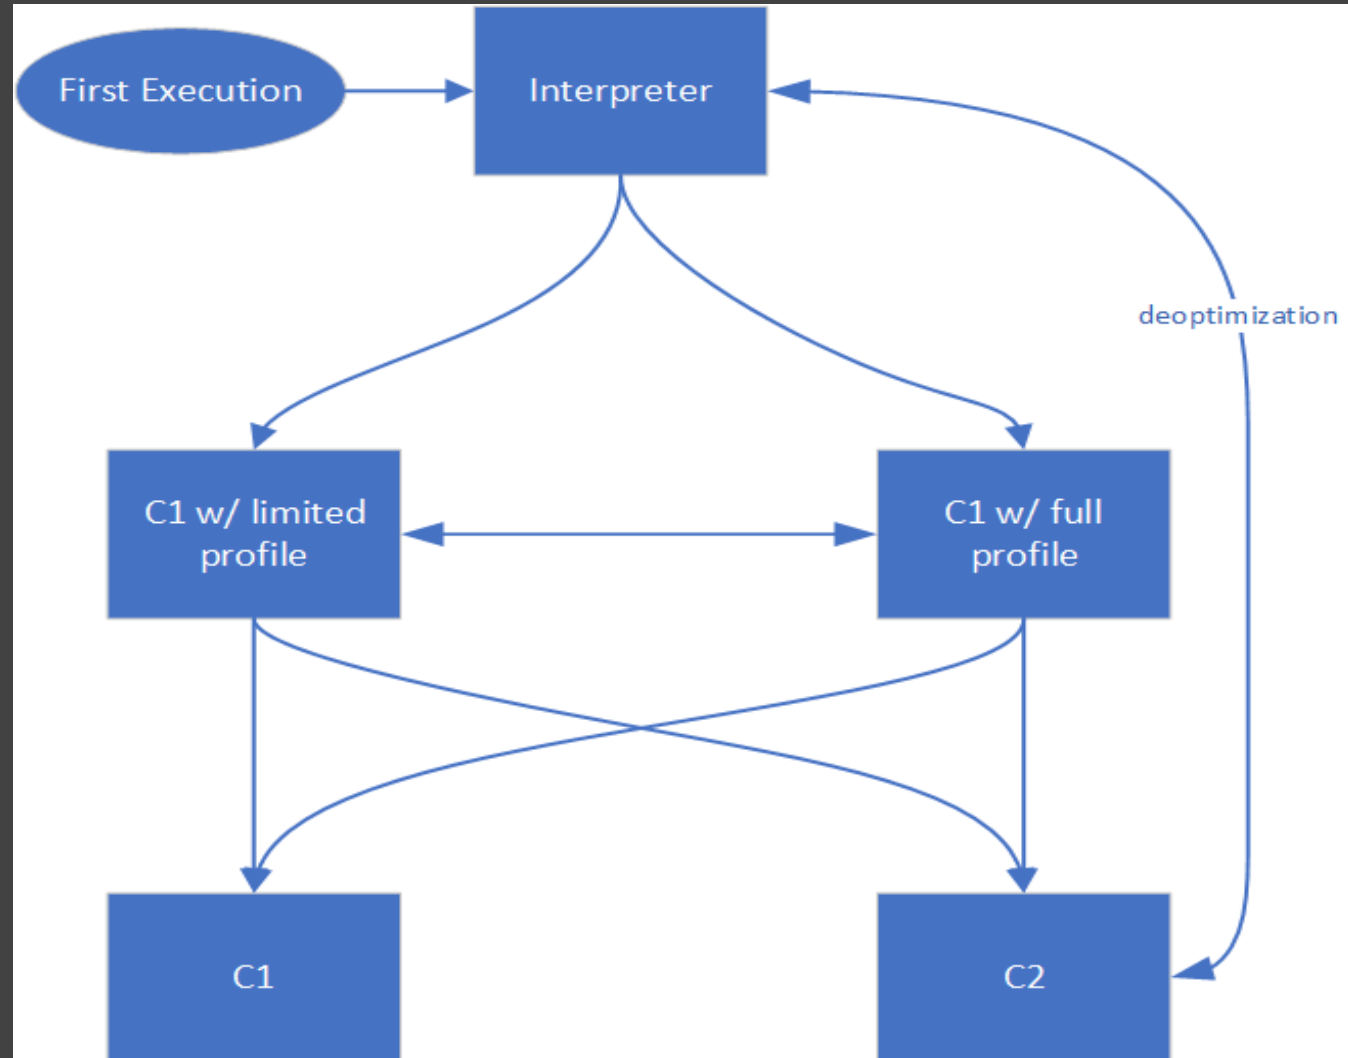 First Execution
Interpreter
deoptimization
C1 w/ limited
profile
C1 w/ full
profile
C1
C2